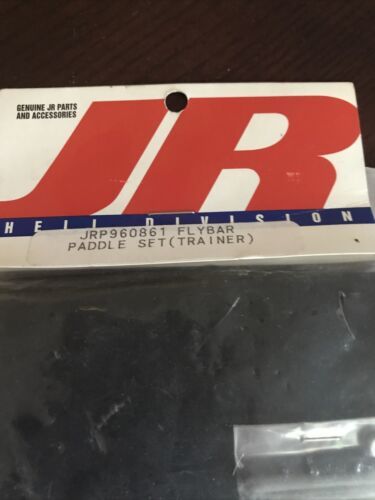 GENUINE JR PARTS
AND ACCESSORIES
JR
HELI DIVISION
JRP960861 FLYBAR
PADDLE SET(TRAINER)